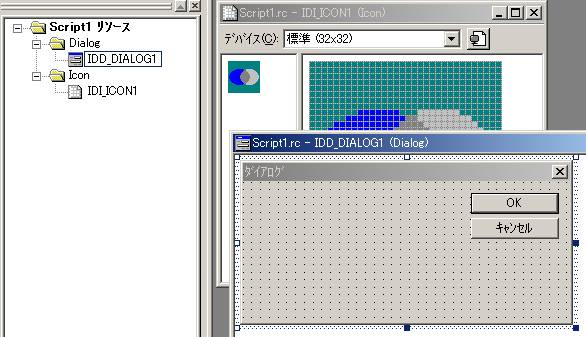 Script1 リソース
Dialog
IDD_DIALOG1
Icon
IDI_ICON1
Script1.rc - IDI_ICON1 (Icon)
デバイス(C): 標準 (32x32)
Script1.rc - IDD_DIALOG1 (Dialog)
ﾀﾞｲｱﾛｸﾞ
OK
ｷｬﾝｾﾙ